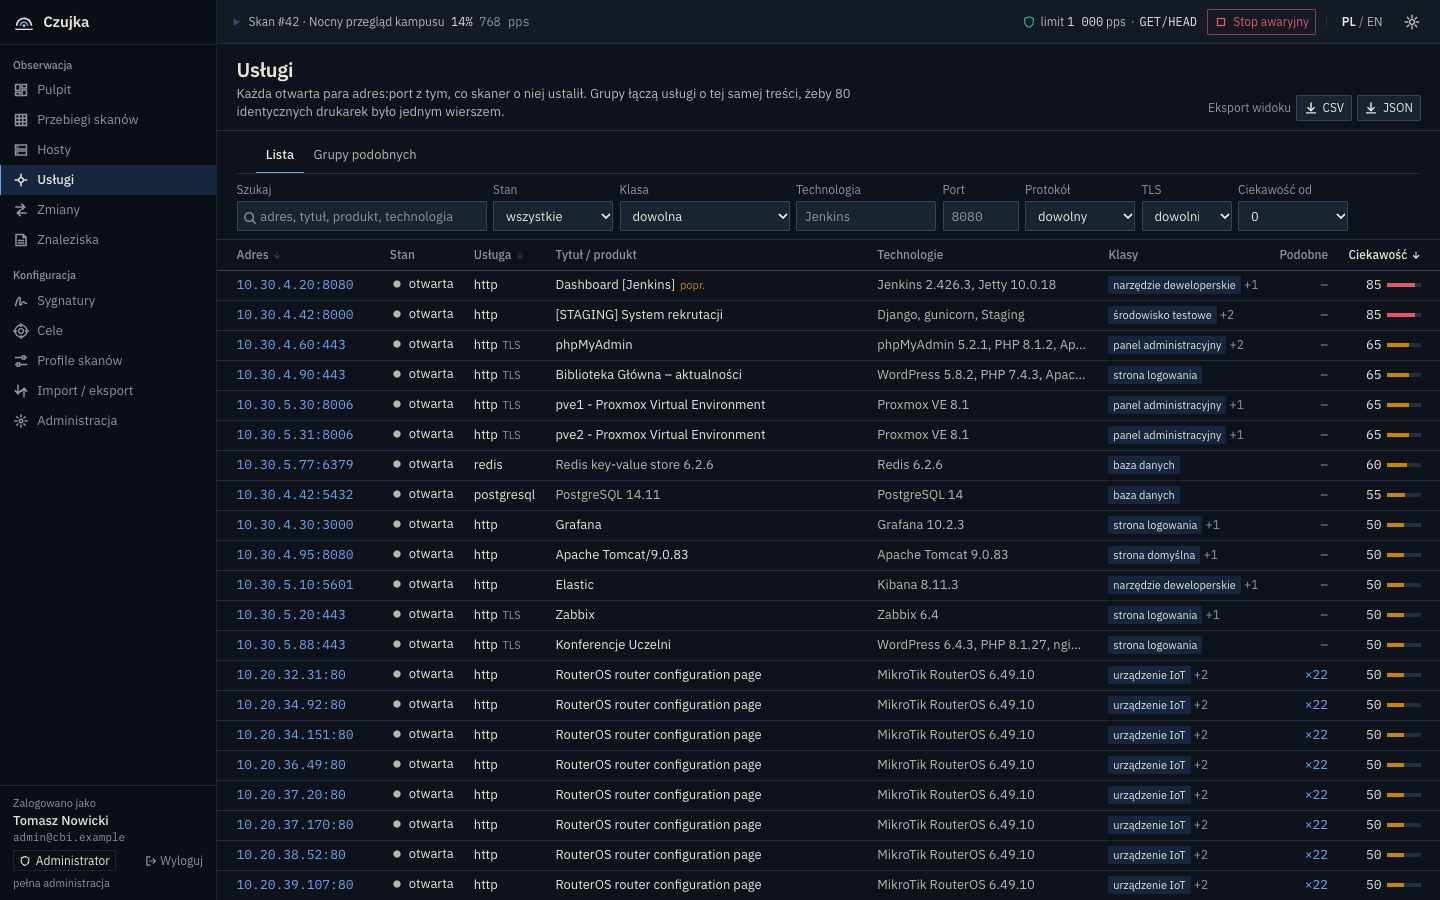 Czujka
Skan #42 · Nocny przegląd kampusu 14% 768 pps
limit 1 000 pps · GET/HEAD
Stop awaryjny
PL / EN
Obserwacja
Pulpit
Przebiegi skanów
Hosty
Usługi
Zmiany
Znaleziska
Konfiguracja
Sygnatury
Cele
Profile skanów
Import / eksport
Administracja
Zalogowano jako
Tomasz Nowicki
admin@cbi.example
Administrator
Wyloguj
pełna administracja
Usługi
Każda otwarta para adres:port z tym, co skaner o niej ustalił. Grupy łączą usługi o tej samej treści, żeby 80
identycznych drukarek było jednym wierszem.
Eksport widoku CSV JSON
Lista Grupy podobnych
Szukaj Stan Klasa Technologia Port Protokół TLS Ciekawość od
adres, tytuł, produkt, technologia wszystkie dowolna Jenkins 8080 dowolny dowolni 0
Adres ↓ Stan Usługa ↓ Tytuł / produkt Technologie Klasy Podobne Ciekawość ↓
10.30.4.20:8080 otwarta http Dashboard [Jenkins] popr. Jenkins 2.426.3, Jetty 10.0.18 narzędzie deweloperskie +1 – 85
10.30.4.42:8000 otwarta http [STAGING] System rekrutacji Django, gunicorn, Staging środowisko testowe +2 – 85
10.30.4.60:443 otwarta http TLS phpMyAdmin phpMyAdmin 5.2.1, PHP 8.1.2, Ap... panel administracyjny +2 – 65
10.30.4.90:443 otwarta http TLS Biblioteka Główna – aktualności WordPress 5.8.2, PHP 7.4.3, Apac... strona logowania – 65
10.30.5.30:8006 otwarta http TLS pve1 - Proxmox Virtual Environment Proxmox VE 8.1 panel administracyjny +1 – 65
10.30.5.31:8006 otwarta http TLS pve2 - Proxmox Virtual Environment Proxmox VE 8.1 panel administracyjny +1 – 65
10.30.5.77:6379 otwarta redis Redis key-value store 6.2.6 Redis 6.2.6 baza danych – 60
10.30.4.42:5432 otwarta postgresql PostgreSQL 14.11 PostgreSQL 14 baza danych – 55
10.30.4.30:3000 otwarta http Grafana Grafana 10.2.3 strona logowania +1 – 50
10.30.4.95:8080 otwarta http Apache Tomcat/9.0.83 Apache Tomcat 9.0.83 strona domyślna +1 – 50
10.30.5.10:5601 otwarta http Elastic Kibana 8.11.3 narzędzie deweloperskie +1 – 50
10.30.5.20:443 otwarta http TLS Zabbix Zabbix 6.4 strona logowania +1 – 50
10.30.5.88:443 otwarta http TLS Konferencje Uczelni WordPress 6.4.3, PHP 8.1.27, ngi... strona logowania – 50
10.20.32.31:80 otwarta http RouterOS router configuration page MikroTik RouterOS 6.49.10 urządzenie IoT +2 ×22 50
10.20.34.92:80 otwarta http RouterOS router configuration page MikroTik RouterOS 6.49.10 urządzenie IoT +2 ×22 50
10.20.34.151:80 otwarta http RouterOS router configuration page MikroTik RouterOS 6.49.10 urządzenie IoT +2 ×22 50
10.20.36.49:80 otwarta http RouterOS router configuration page MikroTik RouterOS 6.49.10 urządzenie IoT +2 ×22 50
10.20.37.20:80 otwarta http RouterOS router configuration page MikroTik RouterOS 6.49.10 urządzenie IoT +2 ×22 50
10.20.37.170:80 otwarta http RouterOS router configuration page MikroTik RouterOS 6.49.10 urządzenie IoT +2 ×22 50
10.20.38.52:80 otwarta http RouterOS router configuration page MikroTik RouterOS 6.49.10 urządzenie IoT +2 ×22 50
10.20.39.107:80 otwarta http RouterOS router configuration page MikroTik RouterOS 6.49.10 urządzenie IoT +2 ×22 50